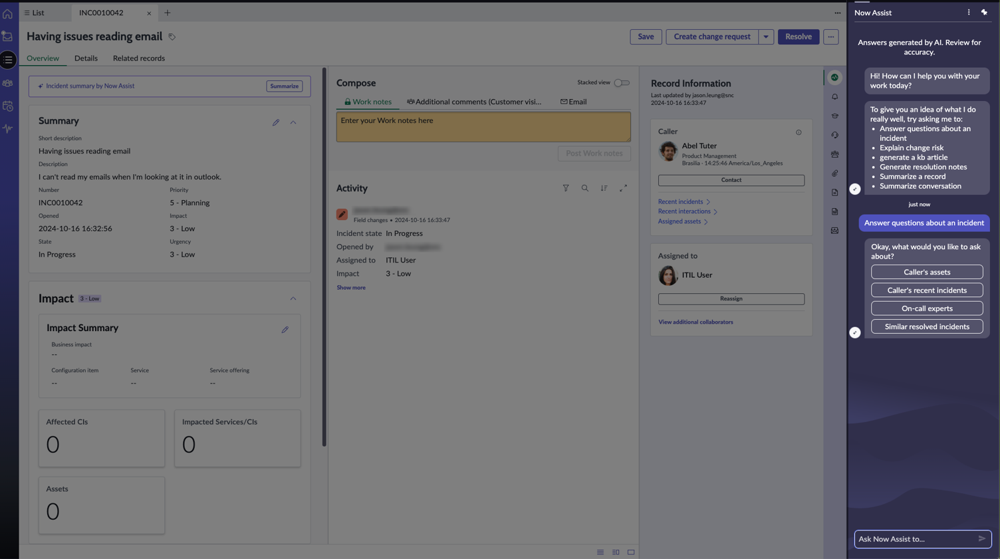 List
INC0010042
Having issues reading email
Save
Create change request
Resolve
Overview
Details
Related records
Incident summary by Now Assist
Summarize
Summary
Short description
Having issues reading email
Description
I can't read my emails when I'm looking at it in outlook.
Number
Priority
INC0010042
5 - Planning
Opened
Impact
2024-10-16 16:32:56
3 - Low
State
Urgency
In Progress
3 - Low
Impact
3 - Low
Impact Summary
Business impact
--
Configuration item
Service
Service offering
--
--
--
Affected CIs
0
Impacted Services/CIs
0
Assets
0
Compose
Stacked view
Work notes
Additional comments (Customer visi...
Email
Enter your Work notes here
Post Work notes
Activity
Field changes • 2024-10-16 16:33:47
Incident state In Progress
Opened by
Assigned to ITIL User
Impact 3 - Low
Show more
Record Information
Last updated by jason.leung@snc
2024-10-16 16:33:47
Caller
Abel Tuter
Product Management
Brasilia · 14:25:46 America/Los_Angeles
Contact
Recent incidents
Recent interactions
Assigned assets
Assigned to
ITIL User
Reassign
View additional collaborators
Now Assist
Answers generated by AI. Review for
accuracy.
Hi! How can I help you with your
work today?
To give you an idea of what I do
really well, try asking me to:
• Answer questions about an
incident
• Explain change risk
• generate a kb article
• Generate resolution notes
• Summarize a record
• Summarize conversation
just now
Answer questions about an incident
Okay, what would you like to ask
about?
Caller's assets
Caller's recent incidents
On-call experts
Similar resolved incidents
Ask Now Assist to...